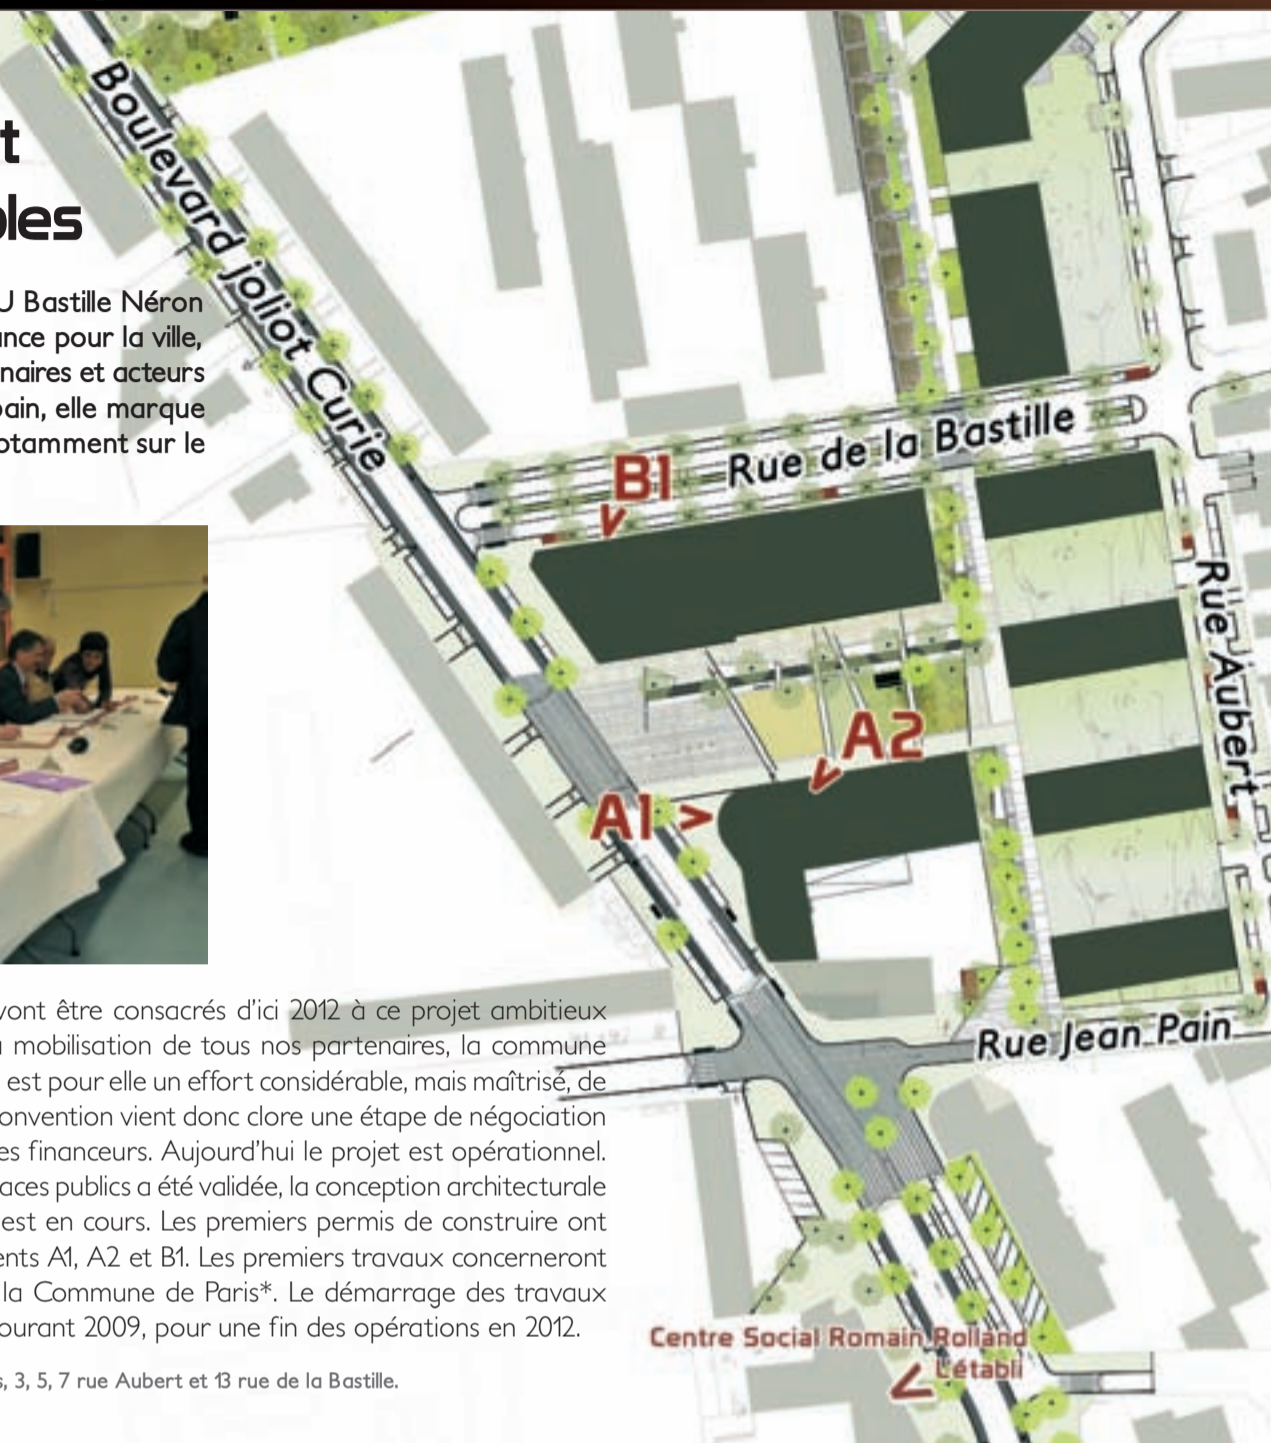 t
bles
U Bastille Néron
ance pour la ville,
naires et acteurs
pain, elle marque
otamment sur le
vont être consacrés d'ici 2012 à ce projet ambitieux
mobilisation de tous nos partenaires, la commune
est pour elle un effort considérable, mais maîtrisé, de
onvention vient donc clore une étape de négociation
es financeurs. Aujourd'hui le projet est opérationnel.
aces publics a été validée, la conception architecturale
est en cours. Les premiers permis de construire ont
ents A1, A2 et B1. Les premiers travaux concerneront
la Commune de Paris*. Le démarrage des travaux
ourant 2009, pour une fin des opérations en 2012.
s, 3, 5, 7 rue Aubert et 13 rue de la Bastille.
Boulevard joliot Curie
B1
Rue de la Bastille
Rue Aubert
A2
A1 >
Rue Jean Pain
Centre Social Romain Rolland
L'établi